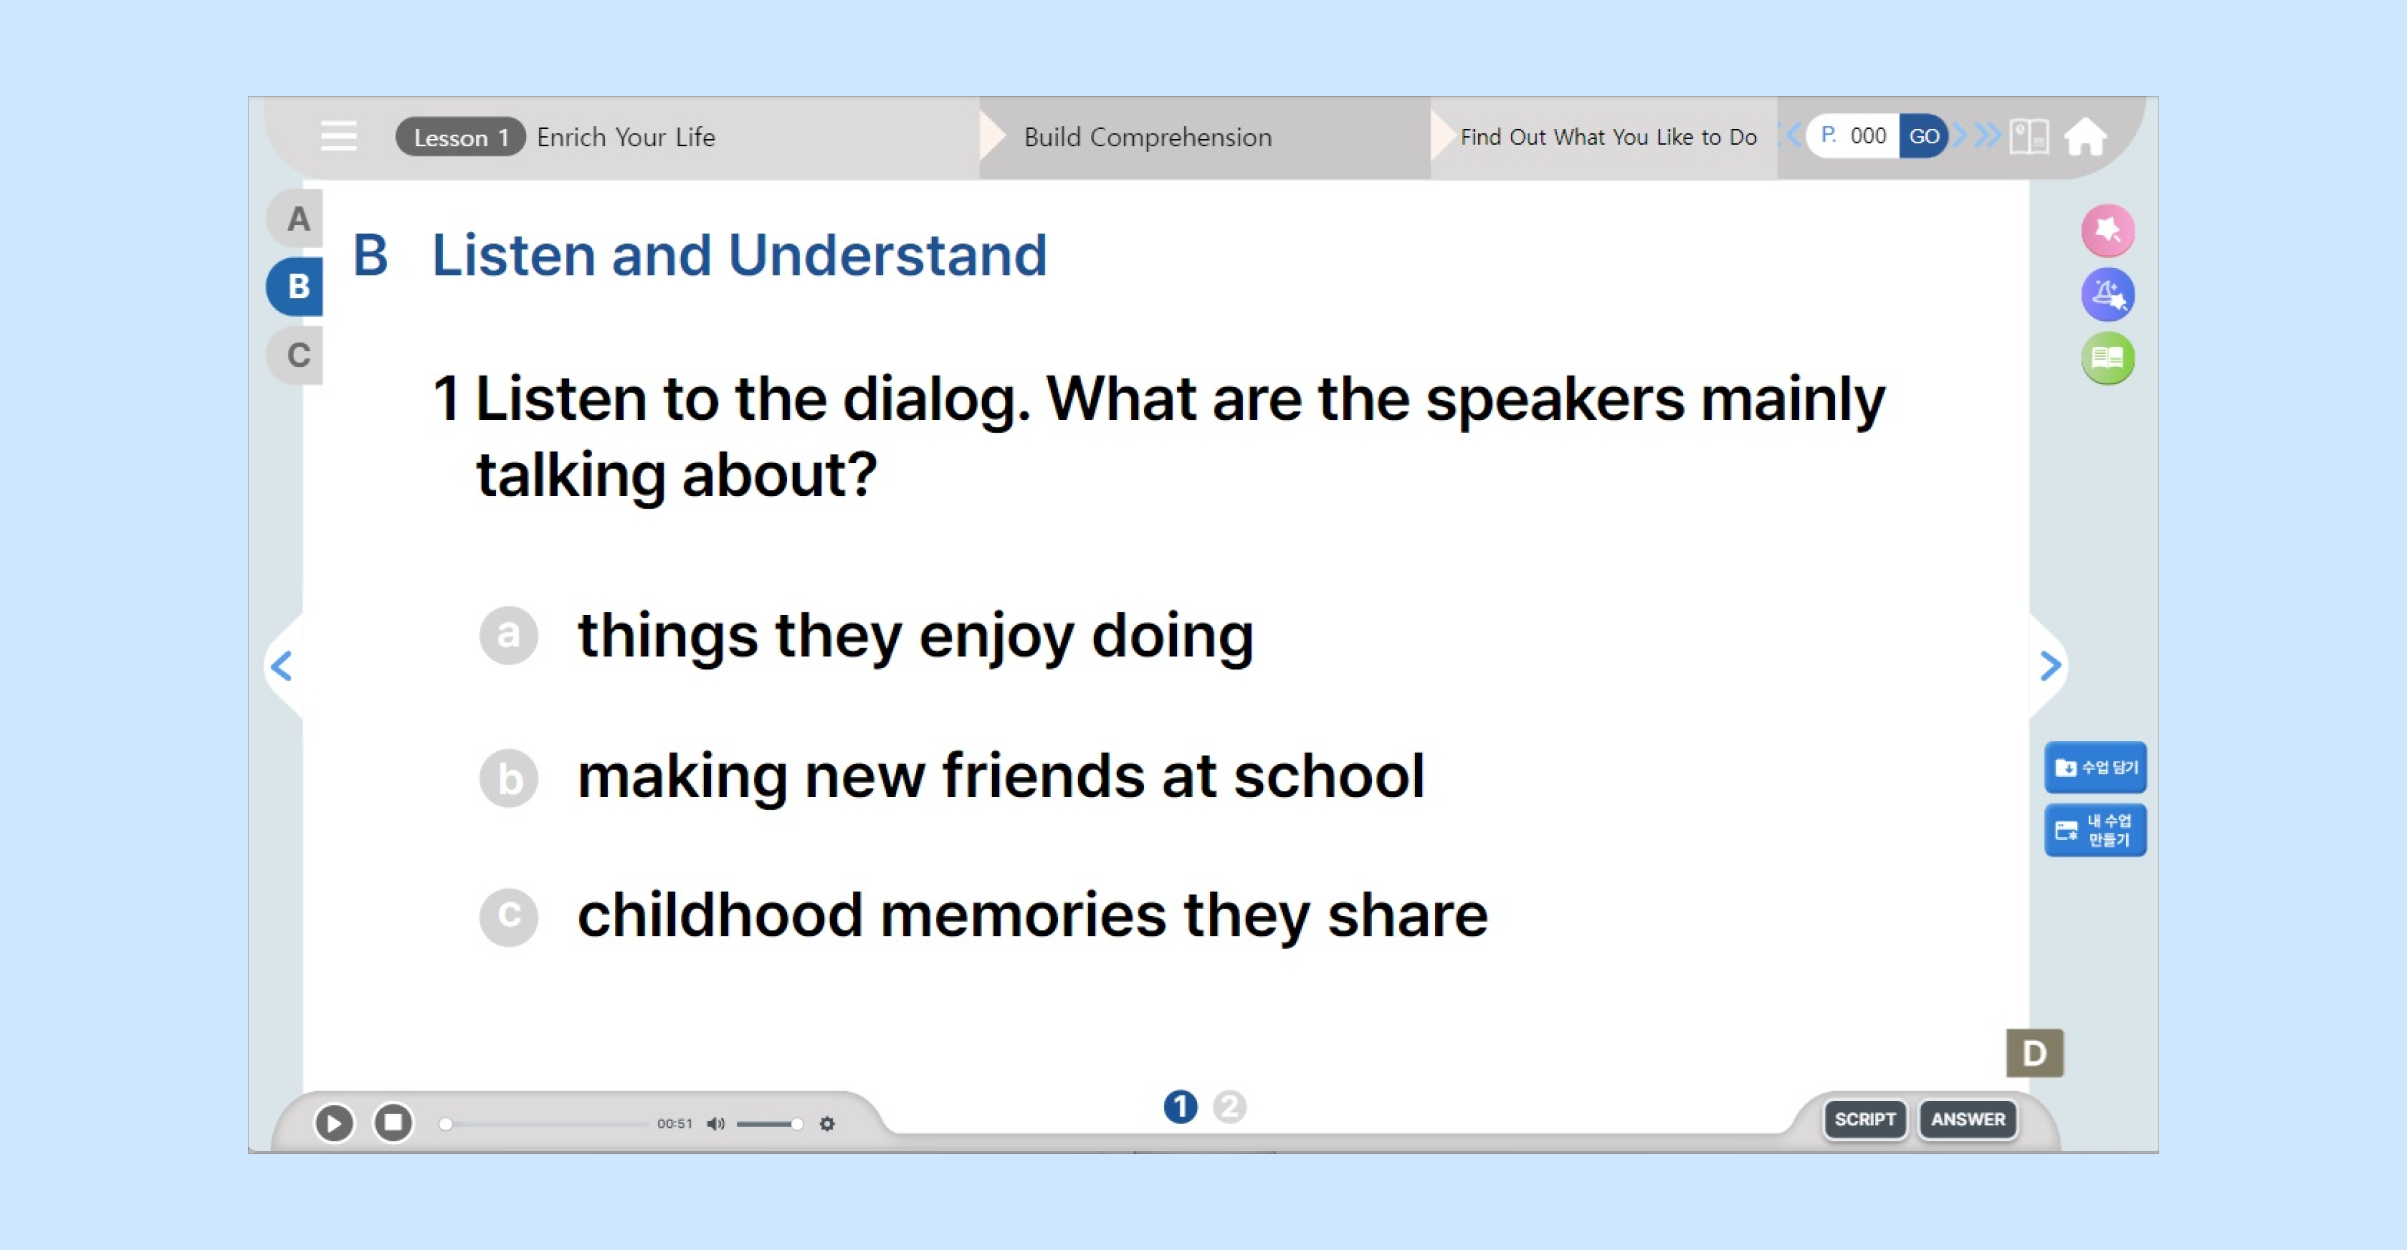 Lesson 1 Enrich Your Life
Build Comprehension
Find Out What You Like to Do
P. 000 GO
A
B
C
B Listen and Understand
1 Listen to the dialog. What are the speakers mainly
talking about?
a things they enjoy doing
b making new friends at school
c childhood memories they share
수업 담기
내 수업
만들기
D
00:51
1 2
SCRIPT ANSWER